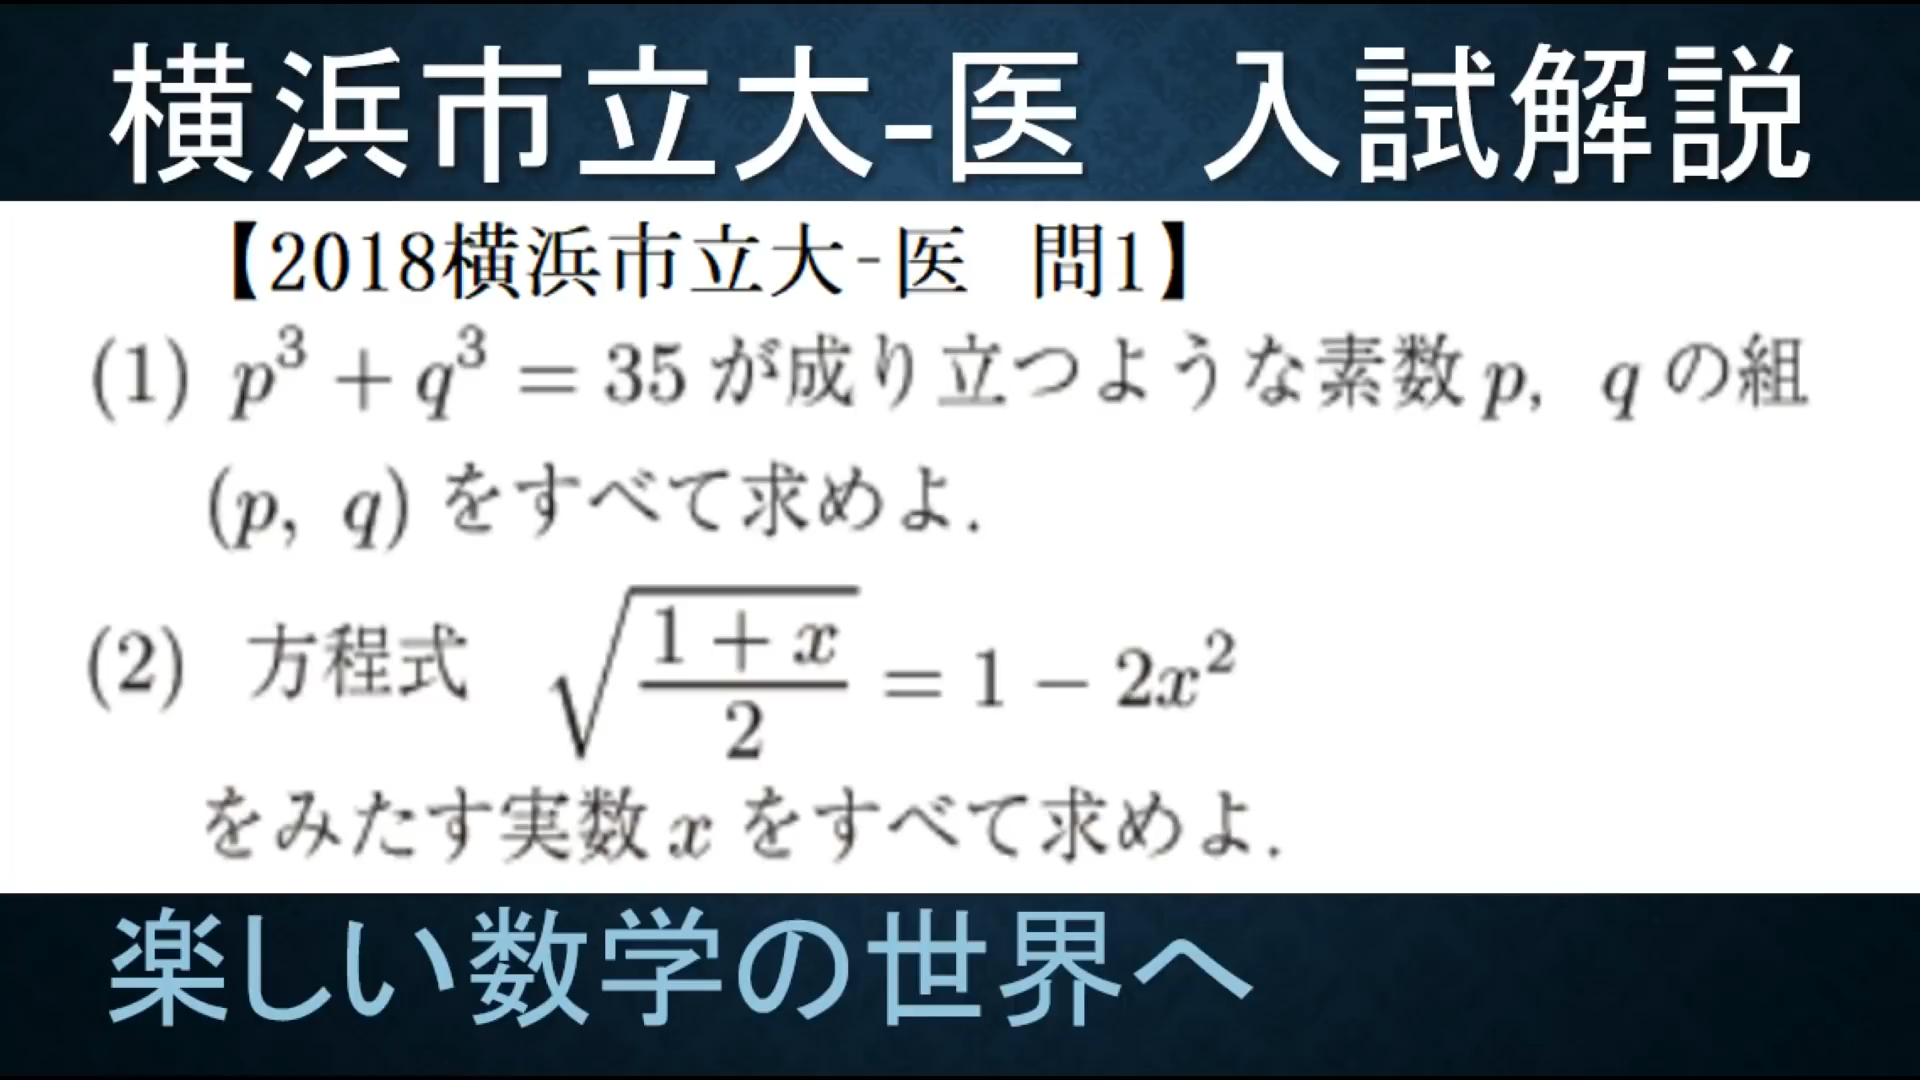 横浜市立大-医 入試解説
【2018横浜市立大-医 問1】
(1) p³ + q³ = 35 が成り立つような素数 p, q の組
(p, q) をすべて求めよ.
(2) 方程式 √((1 + x)/2) = 1 − 2x²
をみたす実数 x をすべて求めよ.
楽しい数学の世界へ